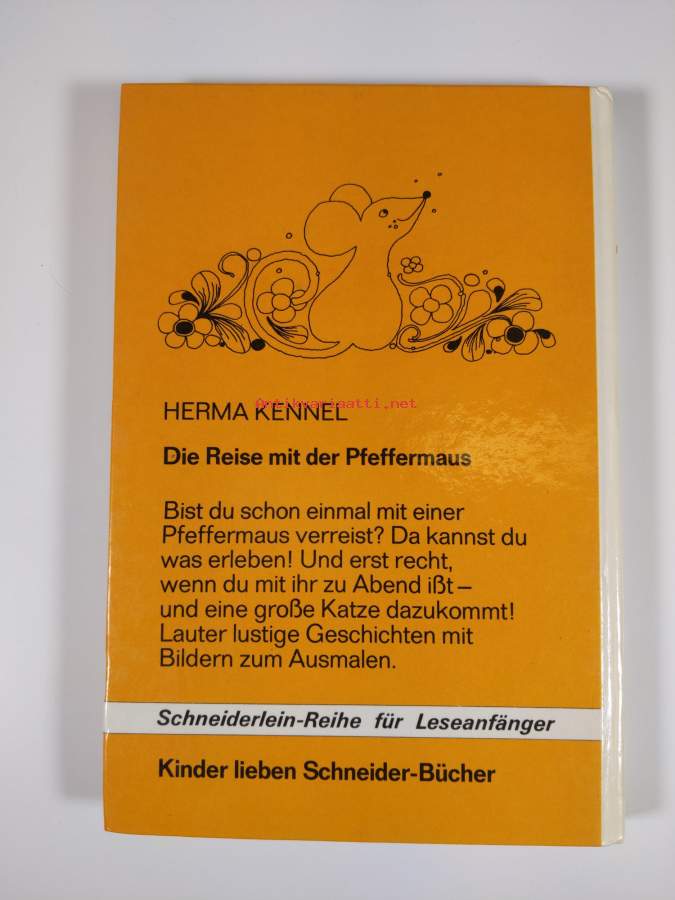 HERMA KENNEL
Antikvariaatti.net
Die Reise mit der Pfeffermaus
Bist du schon einmal mit einer
Pfeffermaus verreist? Da kannst du
was erleben! Und erst recht,
wenn du mit ihr zu Abend ißt –
und eine große Katze dazukommt!
Lauter lustige Geschichten mit
Bildern zum Ausmalen.
Schneiderlein-Reihe für Leseanfänger
Kinder lieben Schneider-Bücher